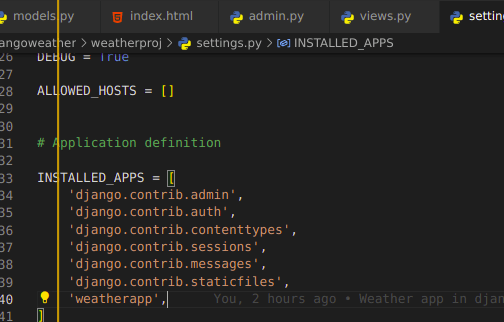 models.py index.html admin.py views.py settin
angoweather > weatherproj > settings.py > INSTALLED_APPS
26 DEBUG = True
27
28 ALLOWED_HOSTS = []
29
30
31 # Application definition
32
33 INSTALLED_APPS = [
34 'django.contrib.admin',
35 'django.contrib.auth',
36 'django.contrib.contenttypes',
37 'django.contrib.sessions',
38 'django.contrib.messages',
39 'django.contrib.staticfiles',
40 'weatherapp', You, 2 hours ago • Weather app in djan
41 ]